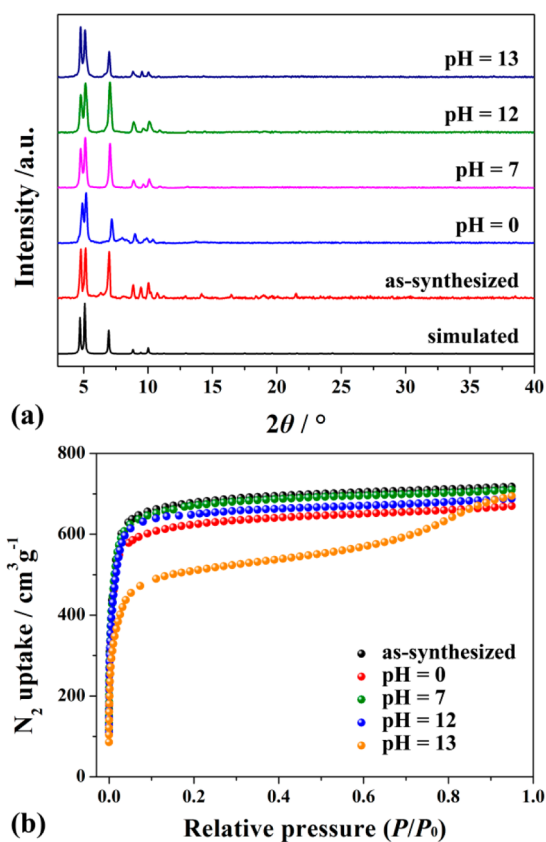 pH = 13
pH = 12
pH = 7
pH = 0
as-synthesized
simulated
Intensity /a.u.
5 10 15 20 25 30 35 40
(a)
2θ / °
800
600
400
200
0
N2 uptake / cm3 g-1
as-synthesized
pH = 0
pH = 7
pH = 12
pH = 13
0.0 0.2 0.4 0.6 0.8 1.0
(b)
Relative pressure (P/P0)